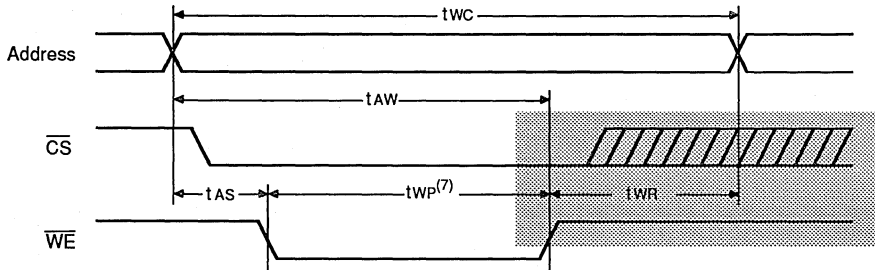 tWC
Address
tAW
CS
tAS
tWP(7)
tWR
WE